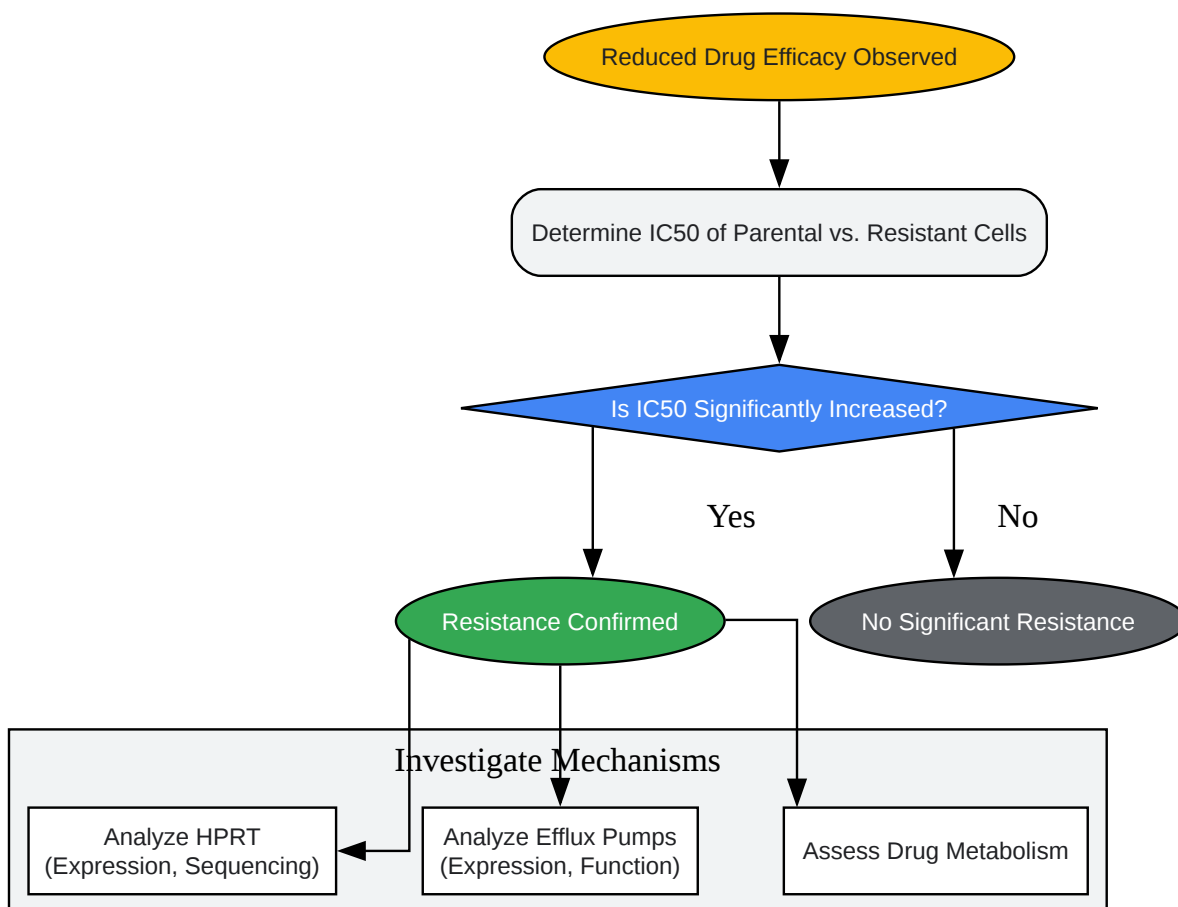 Reduced Drug Efficacy Observed
Determine IC50 of Parental vs. Resistant Cells
Is IC50 Significantly Increased?
Yes
No
Resistance Confirmed
No Significant Resistance
Investigate Mechanisms
Analyze HPRT
(Expression, Sequencing)
Analyze Efflux Pumps
(Expression, Function)
Assess Drug Metabolism